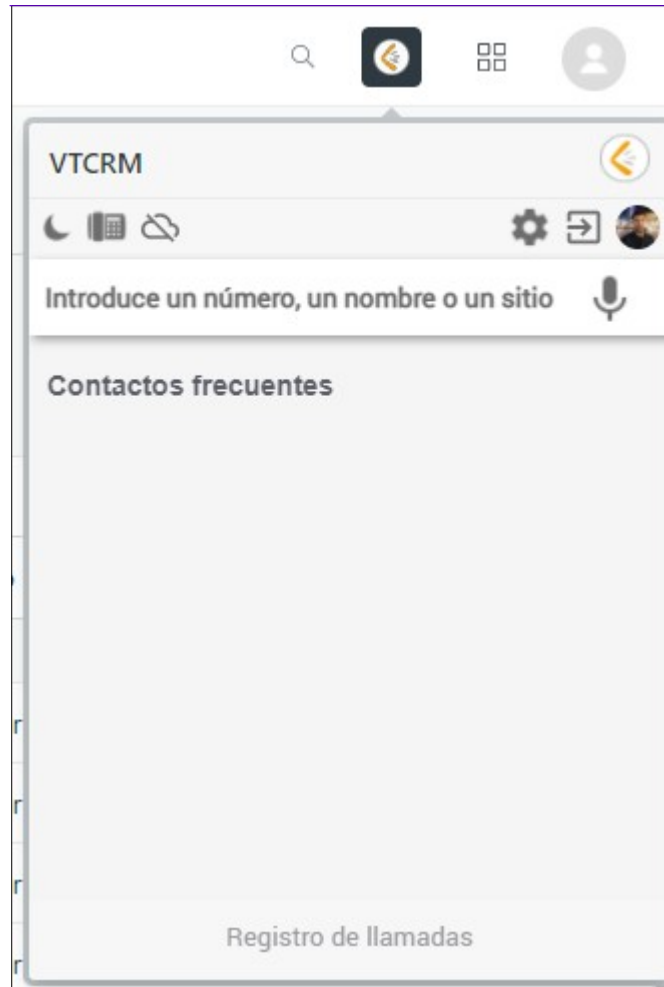 VTCRM
Introduce un número, un nombre o un sitio
Contactos frecuentes
r
r
r
Registro de llamadas
r